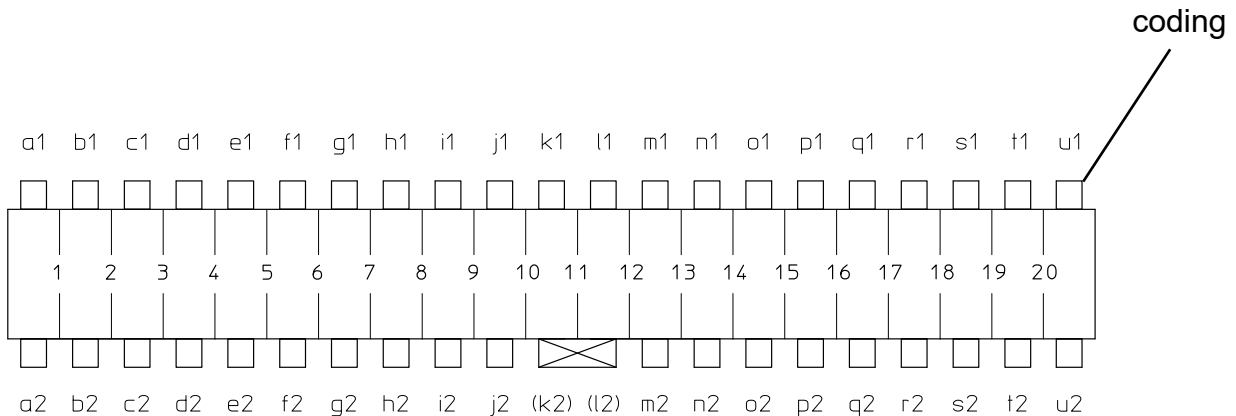 coding
a1 b1 c1 d1 e1 f1 g1 h1 i1 j1 k1 l1 m1 n1 o1 p1 q1 r1 s1 t1 u1
1 2 3 4 5 6 7 8 9 10 11 12 13 14 15 16 17 18 19 20
a2 b2 c2 d2 e2 f2 g2 h2 i2 j2 (k2) (l2) m2 n2 o2 p2 q2 r2 s2 t2 u2